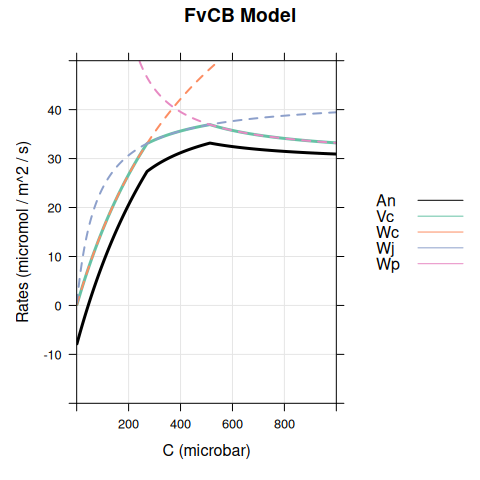 FvCB Model
Rates (micromol / m^2 / s)
40
30
20
10
0
-10
200 400 600 800
C (microbar)
An
Vc
Wc
Wj
Wp